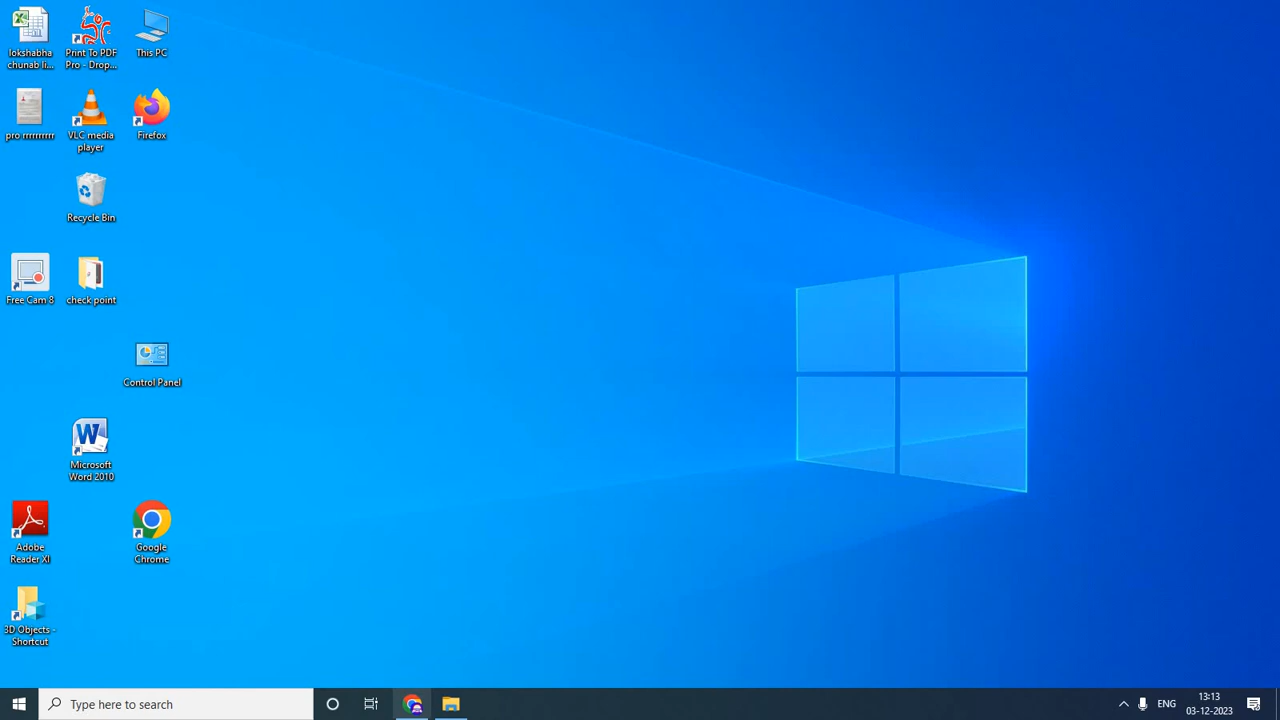 lokshabha
chunab li...
Print To PDF
Pro - Drop...
This PC
pro rrrrrrrrrr
VLC media
player
Firefox
Recycle Bin
Free Cam 8
check point
Control Panel
Microsoft
Word 2010
Adobe
Reader XI
Google
Chrome
3D Objects -
Shortcut
Type here to search
ENG
13:13
03-12-2023